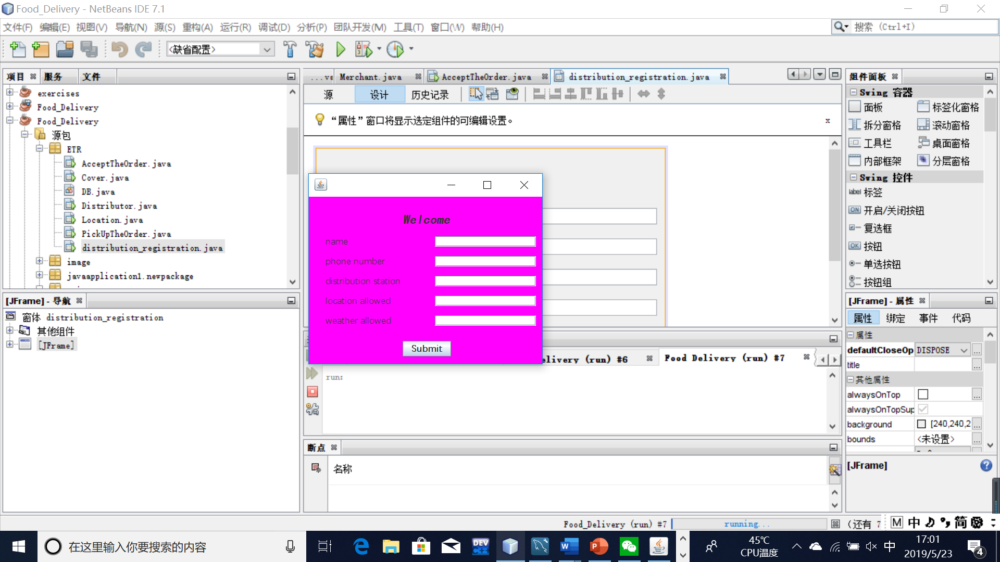 Food_Delivery - NetBeans IDE 7.1
文件(F) 编辑(E) 视图(V) 导航(N) 源(S) 重构(A) 运行(R) 调试(D) 分析(P) 团队开发(M) 工具(T) 窗口(W) 帮助(H)
搜索 (Ctrl+I)
<缺省配置>
项目 服务 文件
exercises
Food_Delivery
Food_Delivery
源包
ETR
AcceptTheOrder.java
Cover.java
DB.java
Distributor.java
Location.java
PickUpTheOrder.java
distribution_registration.java
image
javaapplication1.newpackage
[JFrame] - 导航
窗体 distribution_registration
其他组件
[JFrame]
...va Merchant.java AcceptTheOrder.java distribution_registration.java
源 设计 历史记录
“属性”窗口将显示选定组件的可编辑设置。
x
Welcome
name
phone number
distribution station
location allowed
weather allowed
Submit
elivery (run) #6 Food Delivery (run) #7
run:
断点
名称
组件面板
Swing 容器
面板 标签化窗格
拆分窗格 滚动窗格
工具栏 桌面窗格
内部框架 分层窗格
Swing 控件
label 标签
ON 开启/关闭按钮
复选框
OK 按钮
单选按钮
按钮组
[JFrame] - 属性
属性 绑定 事件 代码
属性
defaultCloseOp DISPOSE
title
其他属性
alwaysOnTop
alwaysOnTopSup
background [240,240,2
bounds <未设置>
[JFrame]
Food_Delivery (run) #7 running... (还有 7
M 中 简
在这里输入你要搜索的内容
DEV C++
45℃
CPU温度
中
17:01
2019/5/23
4